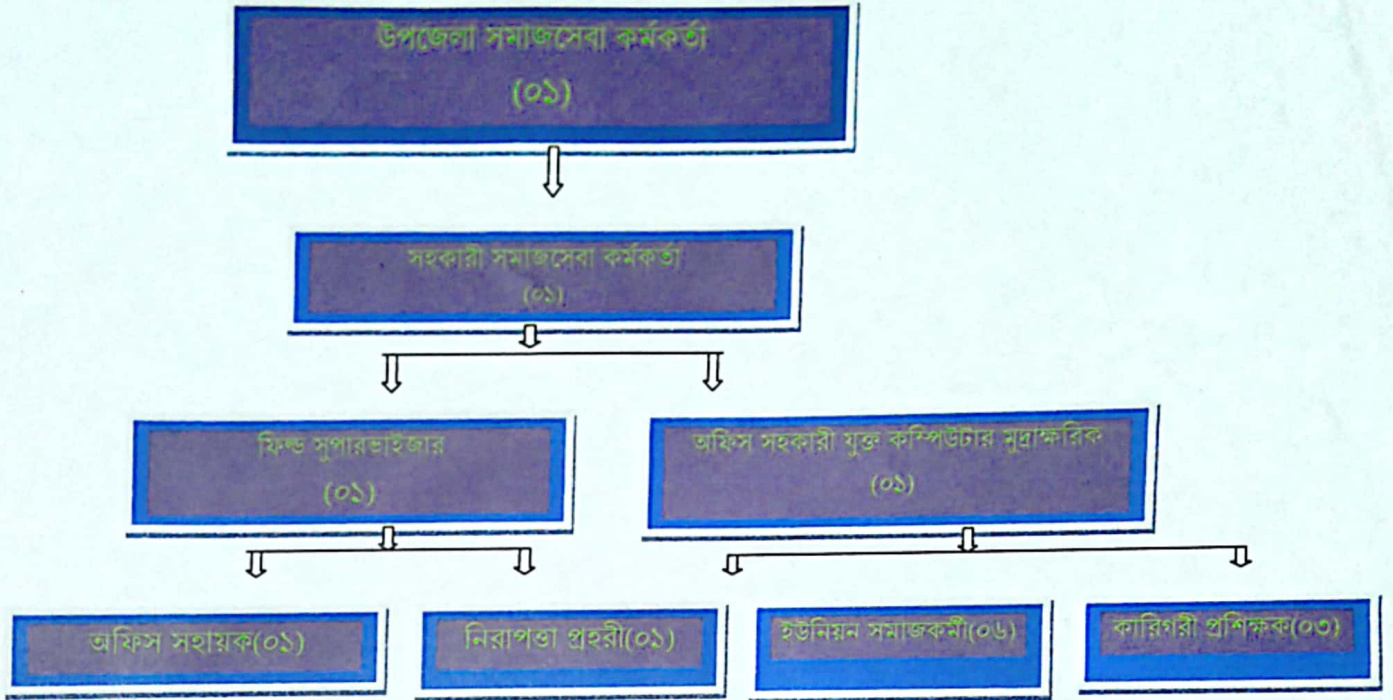 উপজেলা সমাজসেবা কর্মকর্তা
(০১)
সহকারী সমাজসেবা কর্মকর্তা
(০১)
ফিল্ড সুপারভাইজার
(০১)
অফিস সহকারী যুক্ত কম্পিউটার মুদ্রাক্ষরিক
(০১)
অফিস সহায়ক(০১)
নিরাপত্তা প্রহরী(০১)
ইউনিয়ন সমাজকর্মী(০৬)
কারিগরী প্রশিক্ষক(০৩)